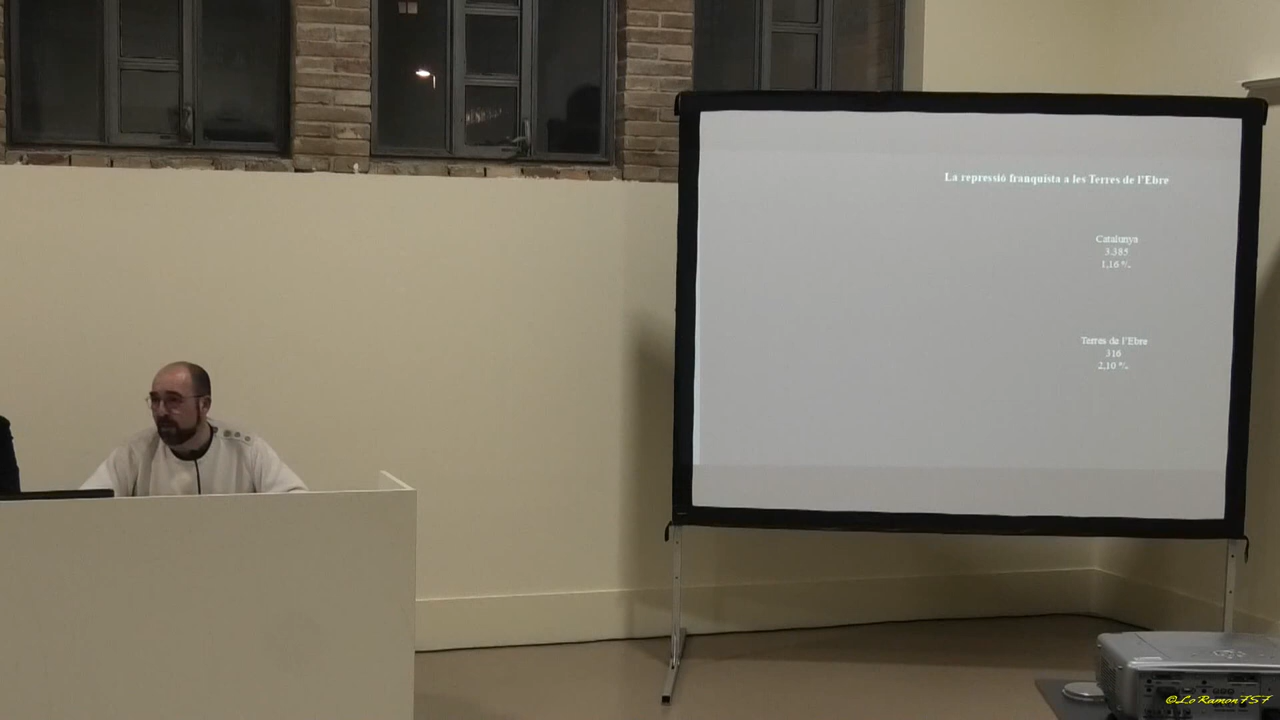 La repressió franquista a les Terres de l'Ebre
Catalunya
3.385
1,16 %.
Terres de l'Ebre
316
2,10 %.
©LoRamon757